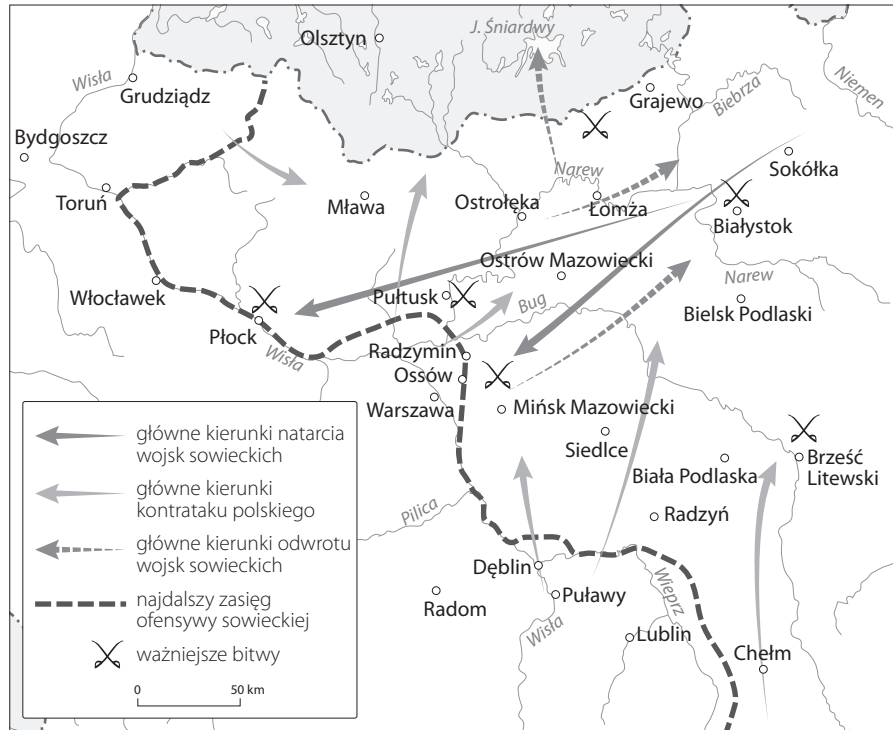 Olsztyn
J. Śniardwy
Wisła
Grudziądz
Grajewo
Biebrza
Niemen
Bydgoszcz
Sokółka
Toruń
Narew
Mława
Ostrołęka
Łomża
Białystok
Ostrów Mazowiecki
Narew
Włocławek
Pułtusk
Bug
Bielsk Podlaski
Płock
Wisła
Radzymin
Ossów
Warszawa
Mińsk Mazowiecki
Siedlce
Brześć
Litewski
Biała Podlaska
Radzyń
Pilica
Dęblin
Puławy
Wieprz
Radom
Wisła
Lublin
Chełm
główne kierunki natarcia
wojsk sowieckich
główne kierunki
kontrataku polskiego
główne kierunki odwrotu
wojsk sowieckich
najdalszy zasięg
ofensywy sowieckiej
ważniejsze bitwy
0 50 km